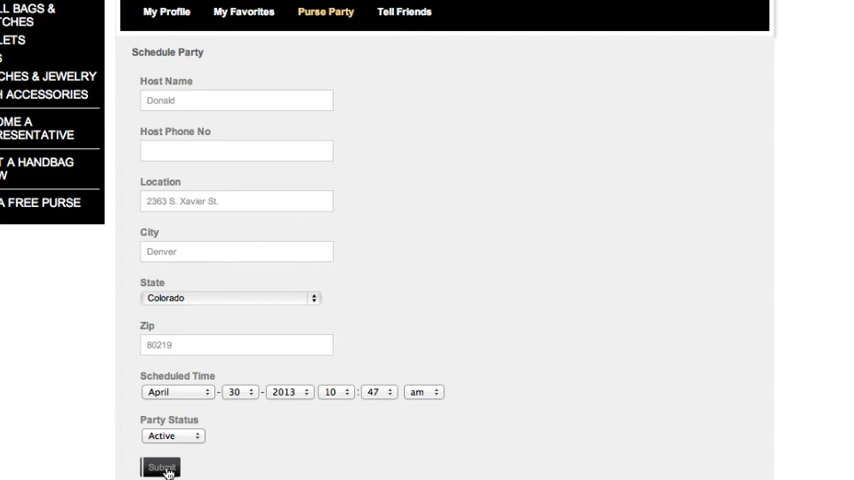 My Profile My Favorites Purse Party Tell Friends
LL BAGS &
TCHES
LETS
S
CHES & JEWELRY
H ACCESSORIES
OME A
RESENTATIVE
T A HANDBAG
W
A FREE PURSE
Schedule Party
Host Name
Donald
Host Phone No
Location
2363 S. Xavier St.
City
Denver
State
Colorado
Zip
80219
Scheduled Time
April - 30 - 2013 10 : 47 am
Party Status
Active
Submit